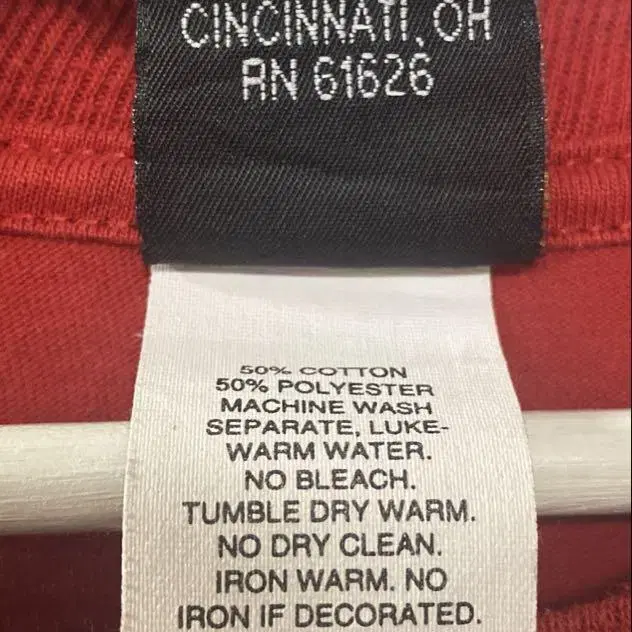 CINCINNATI, OH
RN 61626
50% COTTON
50% POLYESTER
MACHINE WASH
SEPARATE, LUKE-
WARM WATER.
NO BLEACH.
TUMBLE DRY WARM.
NO DRY CLEAN.
IRON WARM. NO
IRON IF DECORATED.